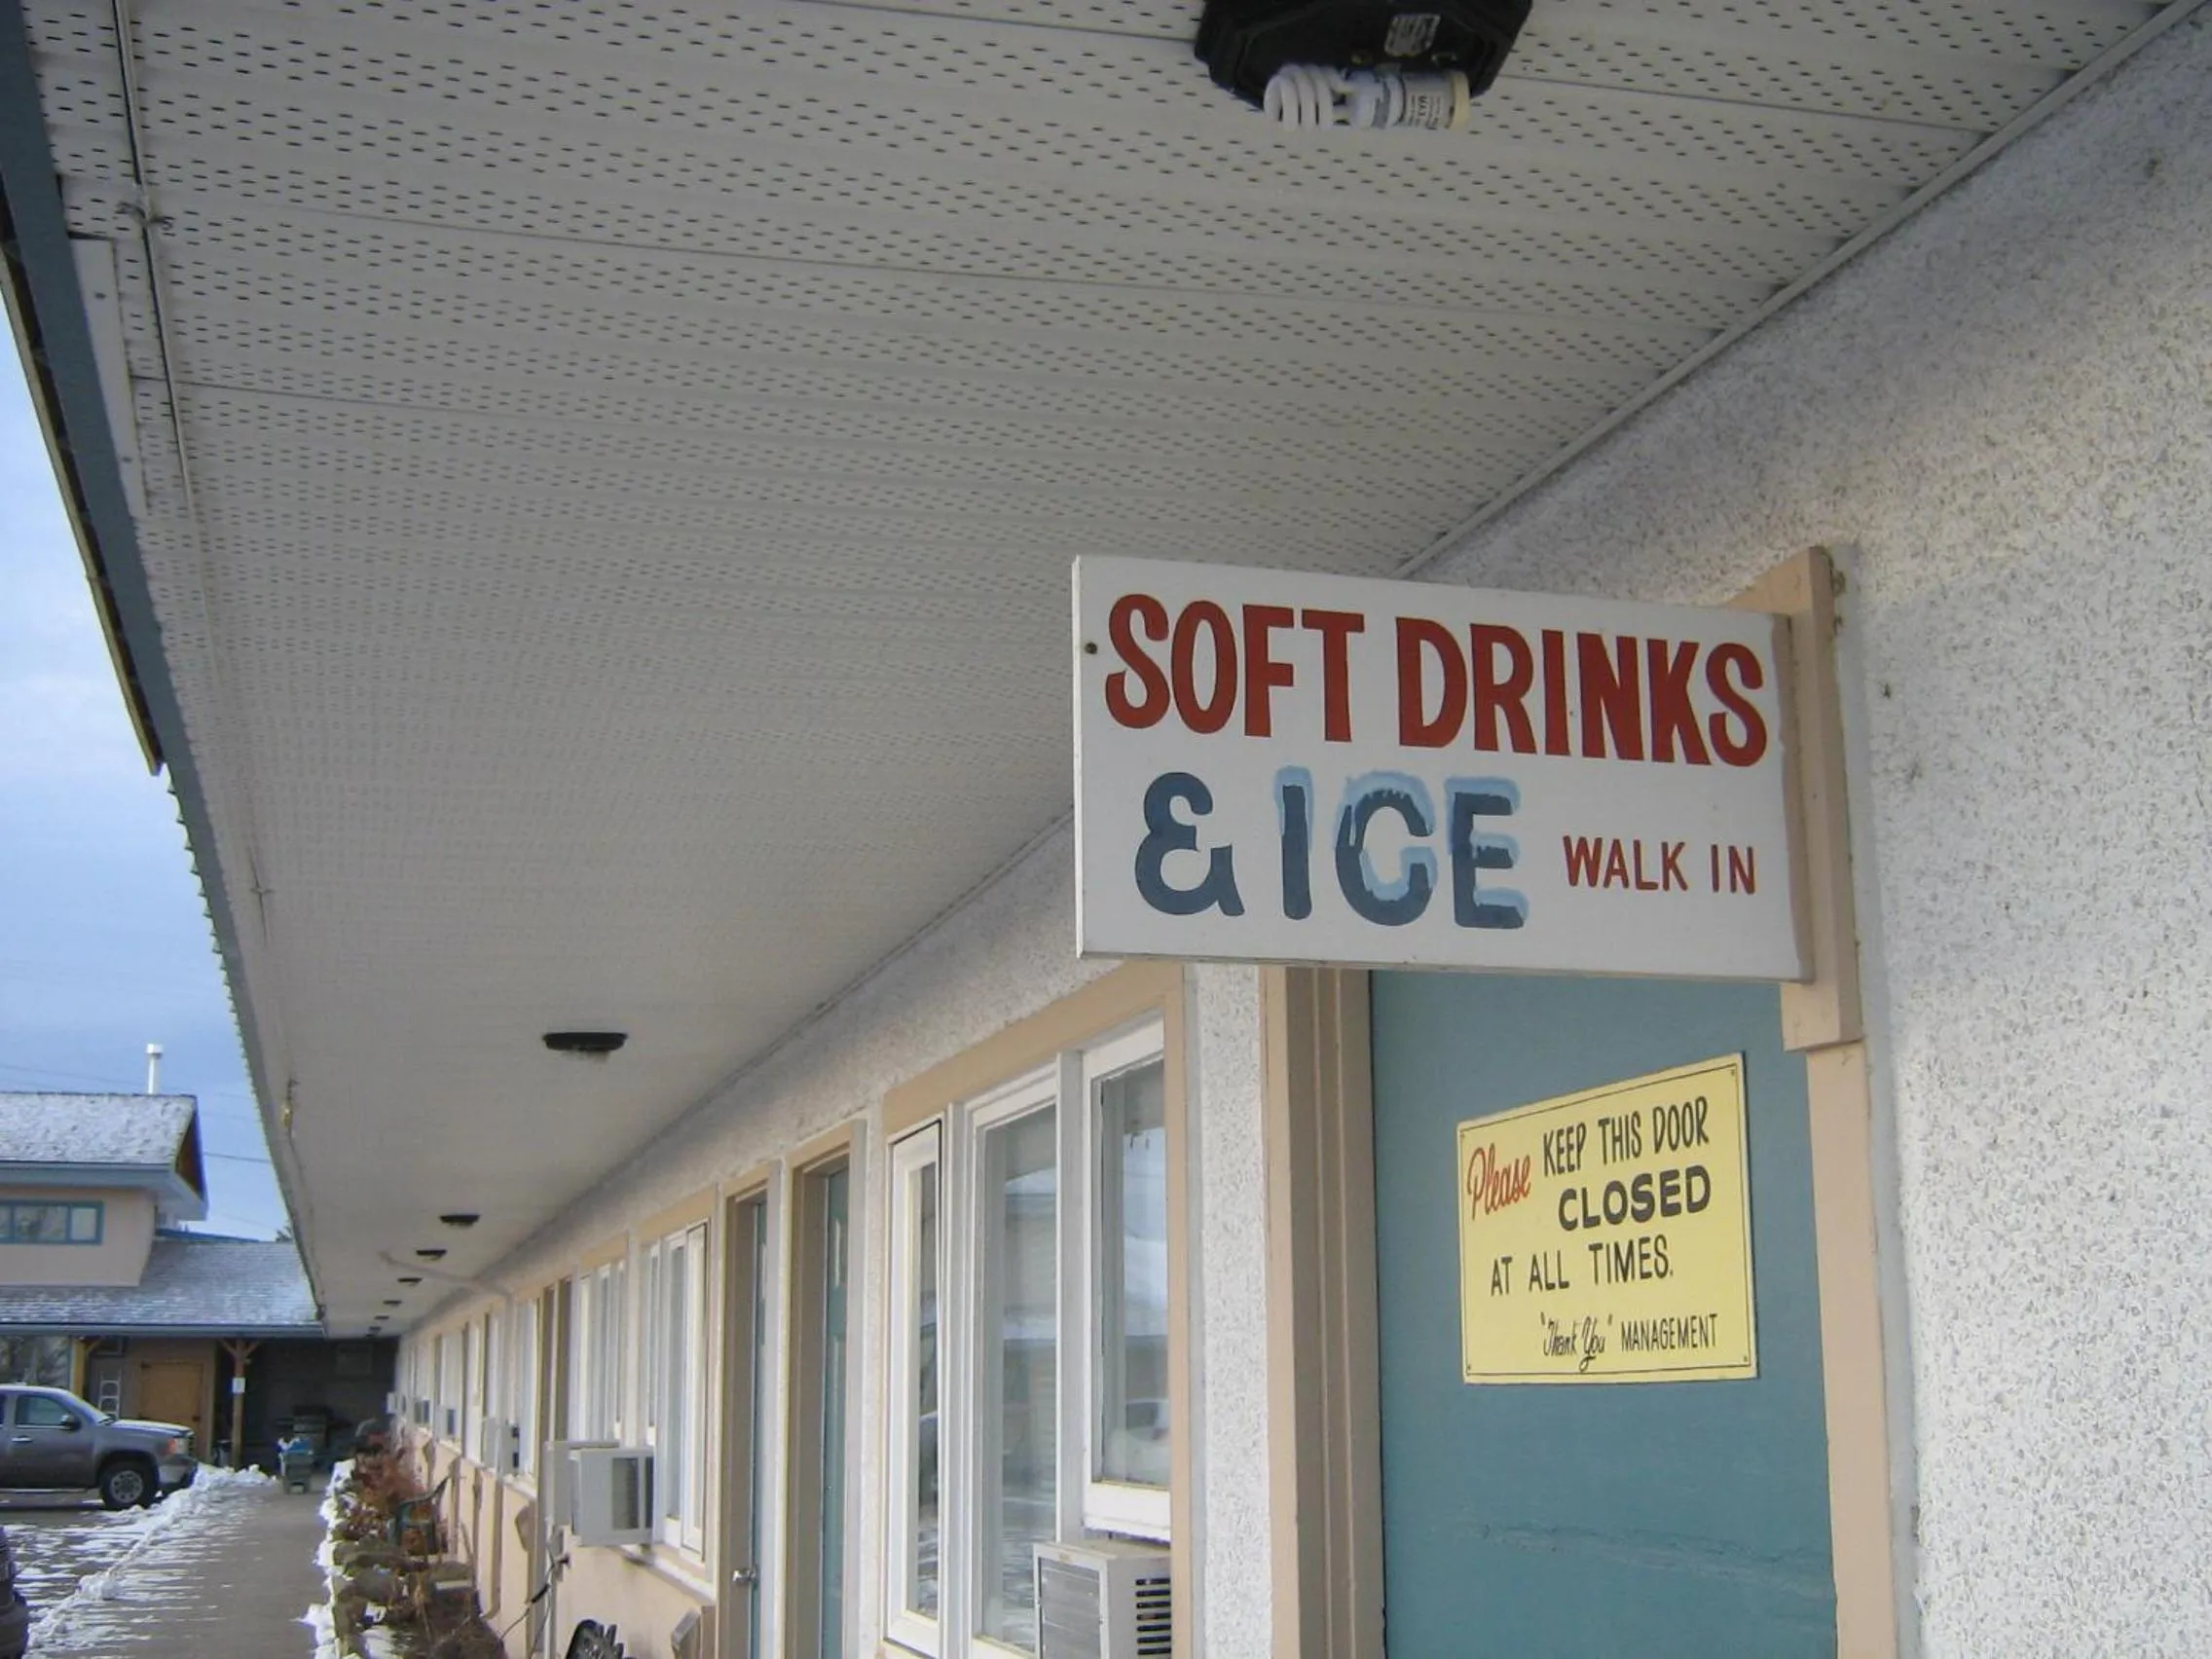 SOFT DRINKS
& ICE WALK IN
Please KEEP THIS DOOR
CLOSED
AT ALL TIMES.
"Thank You" MANAGEMENT